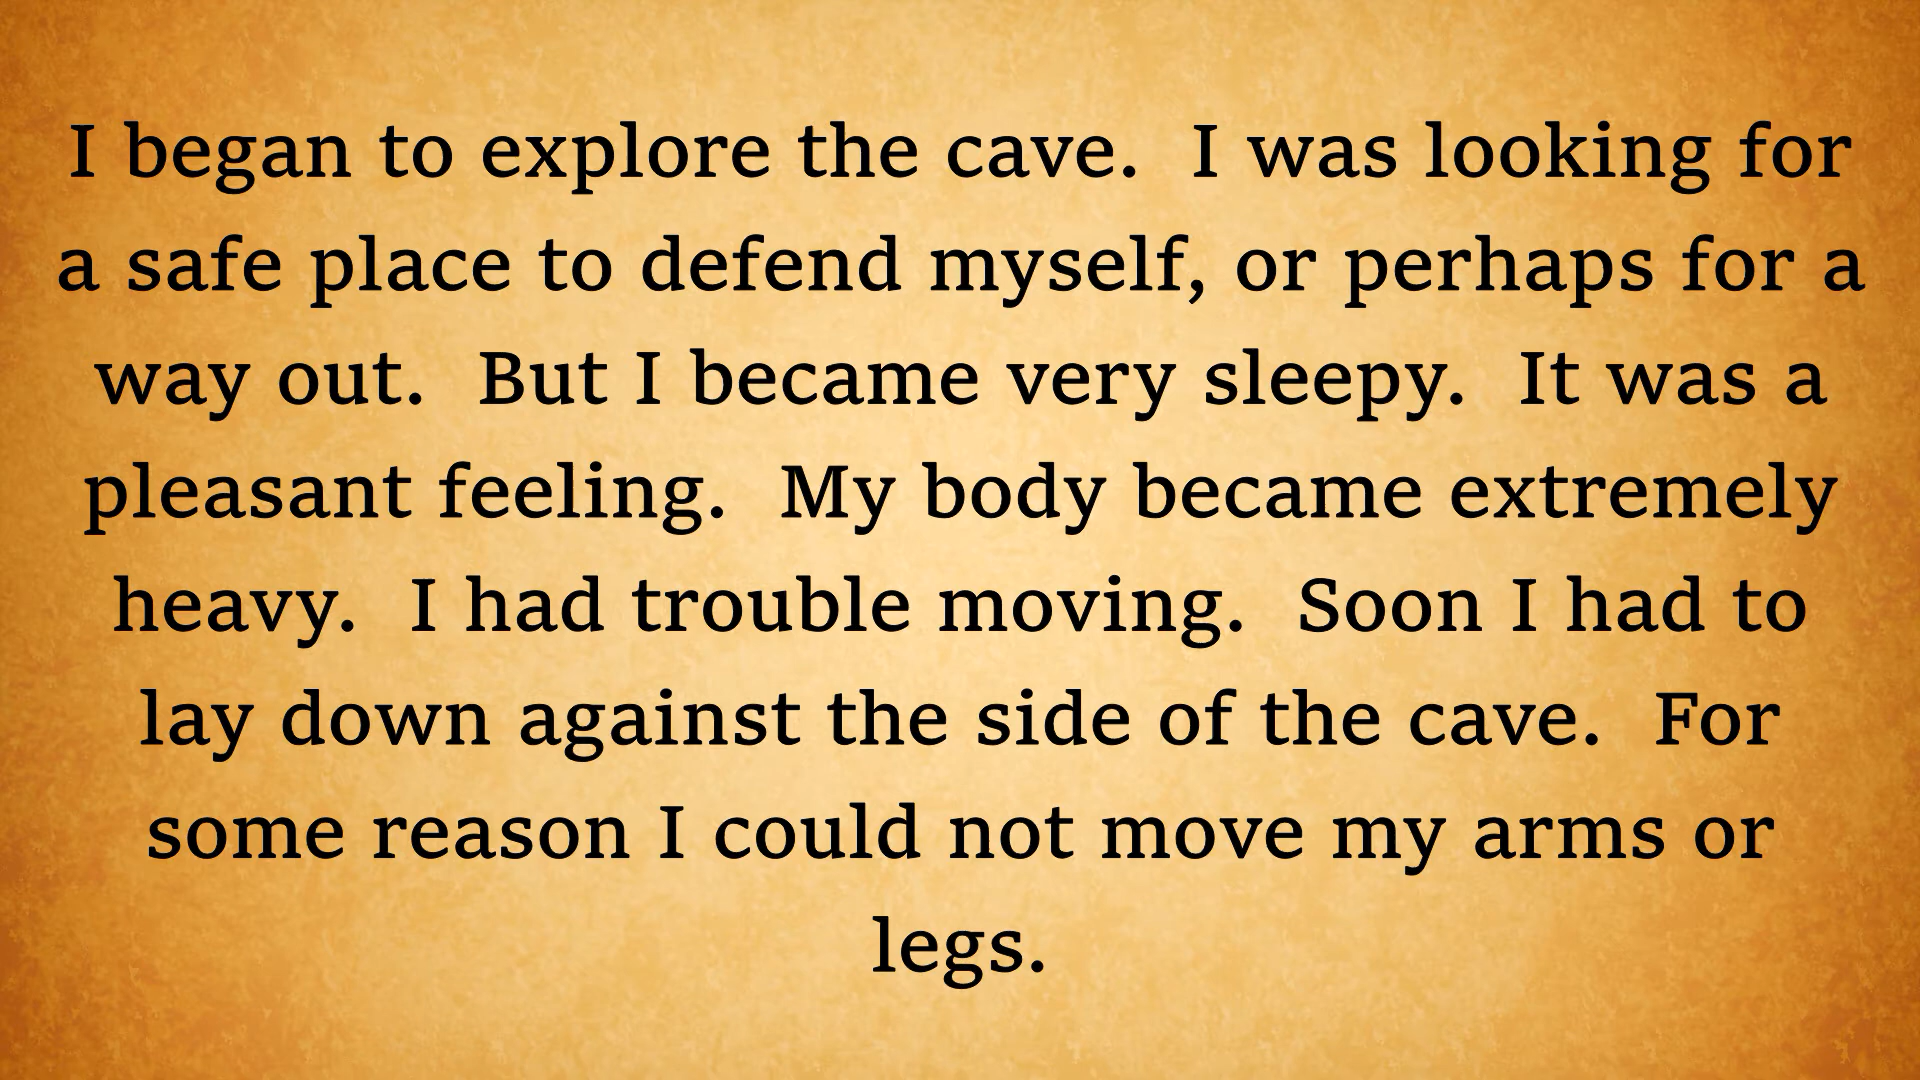 I began to explore the cave.  I was looking for
a safe place to defend myself, or perhaps for a
way out.  But I became very sleepy.  It was a
pleasant feeling.  My body became extremely
heavy.  I had trouble moving.  Soon I had to
lay down against the side of the cave.  For
some reason I could not move my arms or
legs.